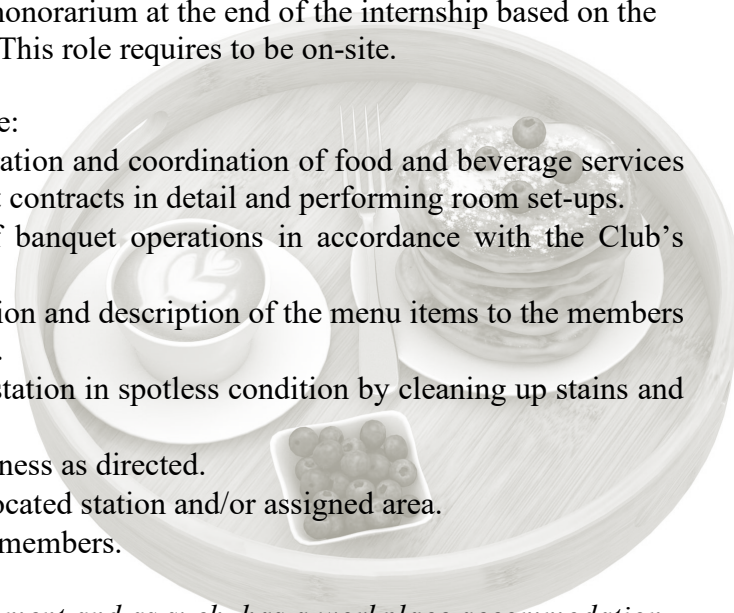 honorarium at the end of the internship based on the
This role requires to be on-site.
e:
ation and coordination of food and beverage services
t contracts in detail and performing room set-ups.
f banquet operations in accordance with the Club’s
ion and description of the menu items to the members
.
station in spotless condition by cleaning up stains and
ness as directed.
ocated station and/or assigned area.
members.